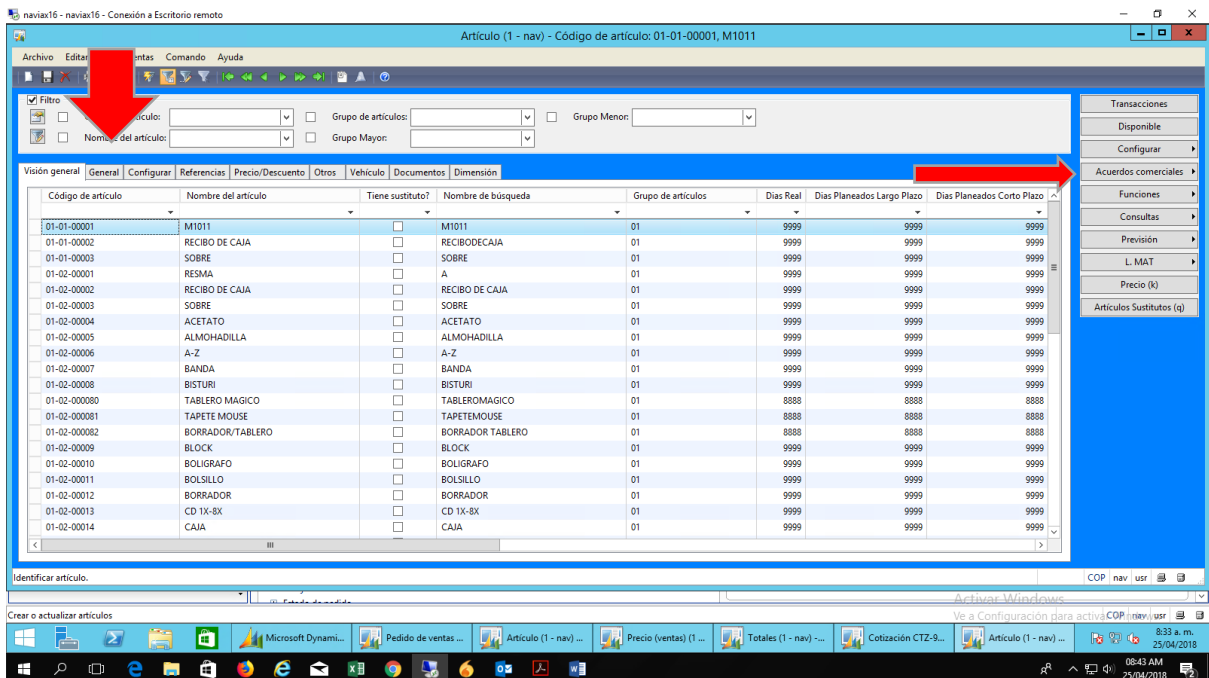 naviax16 - naviax16 - Conexión a Escritorio remoto
Artículo (1 - nav) - Código de artículo: 01-01-00001, M1011
Archivo Comando Ayuda
Filtro
Grupo de artículos: Grupo Menor:
del artículo: Grupo Mayor:
Visión general General Configurar Referencias Precio/Descuento Otros Vehículo Documentos Dimensión
Código de artículo Nombre del artículo Tiene sustituto? Nombre de búsqueda Grupo de artículos Dias Real Dias Planeados Largo Plazo Dias Planeados Corto Plazo
01-01-00001 M1011 M1011 01 9999 9999 9999
01-01-00002 RECIBO DE CAJA RECIBODECAJA 01 9999 9999 9999
01-01-00003 SOBRE SOBRE 01 9999 9999 9999
01-02-00001 RESMA A 01 9999 9999 9999
01-02-00002 RECIBO DE CAJA RECIBO DE CAJA 01 9999 9999 9999
01-02-00003 SOBRE SOBRE 01 9999 9999 9999
01-02-00004 ACETATO ACETATO 01 9999 9999 9999
01-02-00005 ALMOHADILLA ALMOHADILLA 01 9999 9999 9999
01-02-00006 A-Z A-Z 01 9999 9999 9999
01-02-00007 BANDA BANDA 01 9999 9999 9999
01-02-00008 BISTURI BISTURI 01 9999 9999 9999
01-02-000080 TABLERO MAGICO TABLEROMAGICO 01 8888 8888 8888
01-02-000081 TAPETE MOUSE TAPETEMOUSE 01 8888 8888 8888
01-02-000082 BORRADOR/TABLERO BORRADOR TABLERO 01 8888 8888 8888
01-02-00009 BLOCK BLOCK 01 9999 9999 9999
01-02-00010 BOLIGRAFO BOLIGRAFO 01 9999 9999 9999
01-02-00011 BOLSILLO BOLSILLO 01 9999 9999 9999
01-02-00012 BORRADOR BORRADOR 01 9999 9999 9999
01-02-00013 CD 1X-8X CD 1X-8X 01 9999 9999 9999
01-02-00014 CAJA CAJA 01 9999 9999 9999
Transacciones
Disponible
Configurar
Acuerdos comerciales
Funciones
Consultas
Previsión
L. MAT
Precio (k)
Artículos Sustitutos (q)
Identificar artículo. COP nav usr
Activar Windows
Crear o actualizar artículos Ve a Configuración para COP usr
Microsoft Dynami... Pedido de ventas ... Artículo (1 - nav) ... Precio (ventas) (1 ... Totales (1 - nav) -... Cotización CTZ-9... Artículo (1 - nav) ... 8:33 a. m.
25/04/2018
08:43 AM
25/04/2018